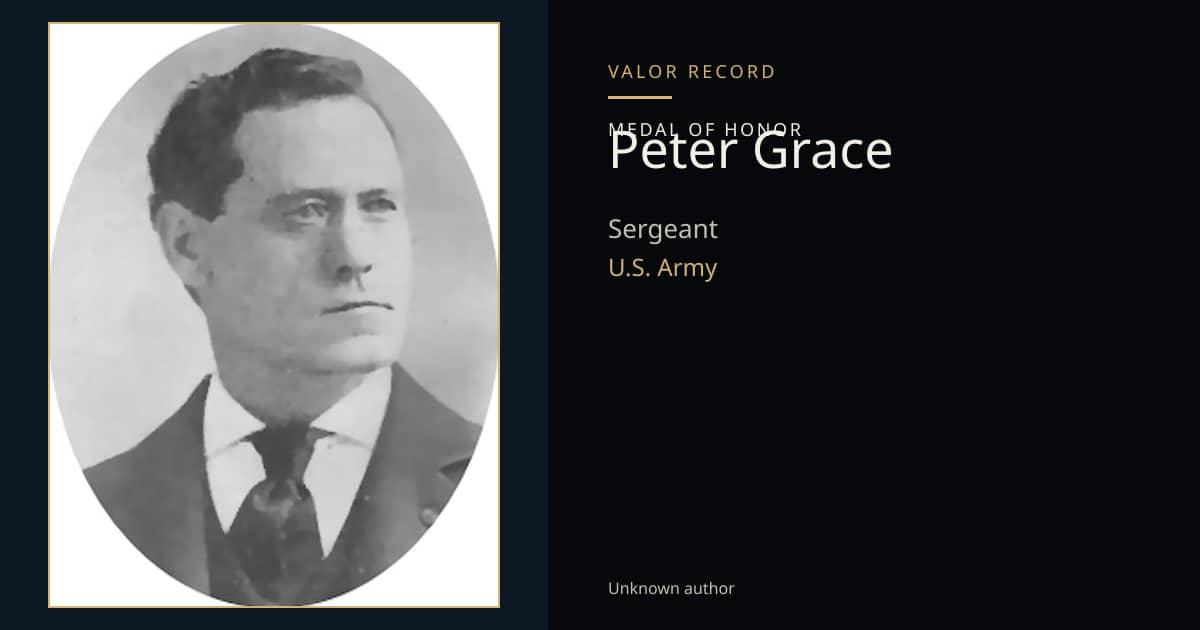 VALOR RECORD
MEDAL OF HONOR
Peter Grace
Sergeant
U.S. Army
Unknown author